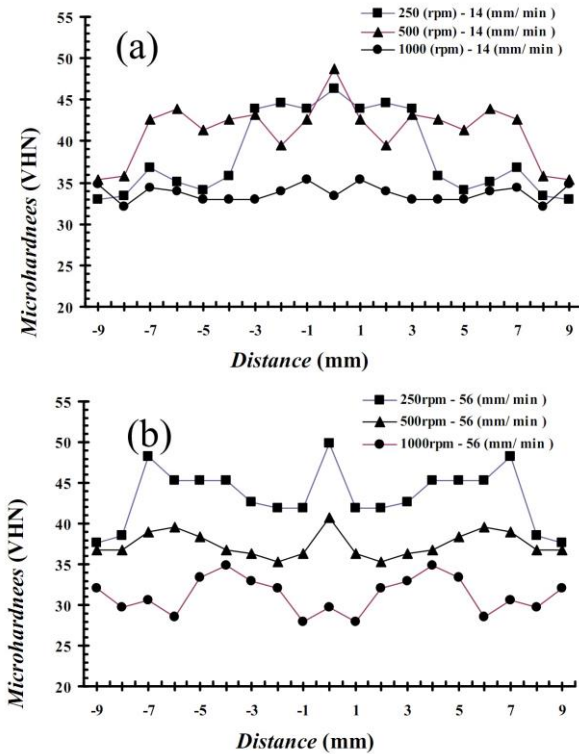 (a)
250 (rpm) - 14 (mm/ min)
500 (rpm) - 14 (mm/ min)
1000 (rpm) - 14 (mm/ min)
55
50
45
40
35
30
25
20
Microhardnees (VHN)
-9 -7 -5 -3 -1 1 3 5 7 9
Distance (mm)
(b)
250rpm - 56 (mm/ min )
500rpm - 56 (mm/ min )
1000rpm - 56 (mm/ min )
55
50
45
40
35
30
25
20
Microhardnees (VHN)
-9 -7 -5 -3 -1 1 3 5 7 9
Distance (mm)